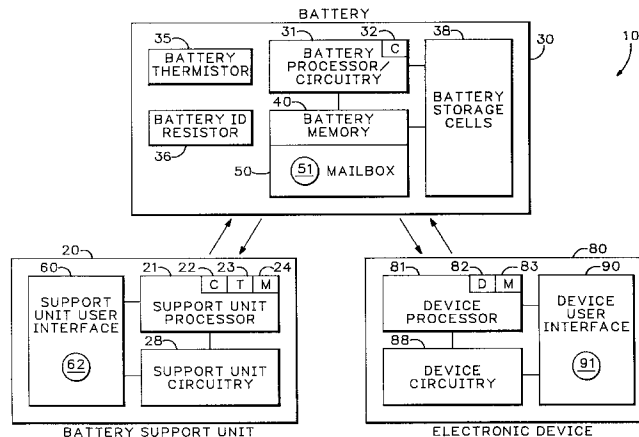 BATTERY
35
31
32
38
30
10
BATTERY
THERMISTOR
C
BATTERY
PROCESSOR/
CIRCUITRY
BATTERY
STORAGE
CELLS
40
BATTERY ID
RESISTOR
36
BATTERY
MEMORY
50
51 MAILBOX
20
60
21
22
23
24
C T M
SUPPORT
UNIT USER
INTERFACE
62
SUPPORT UNIT
PROCESSOR
28
SUPPORT UNIT
CIRCUITRY
BATTERY SUPPORT UNIT
80
81
82
83
90
D M
DEVICE
PROCESSOR
88
DEVICE
CIRCUITRY
DEVICE
USER
INTERFACE
91
ELECTRONIC DEVICE